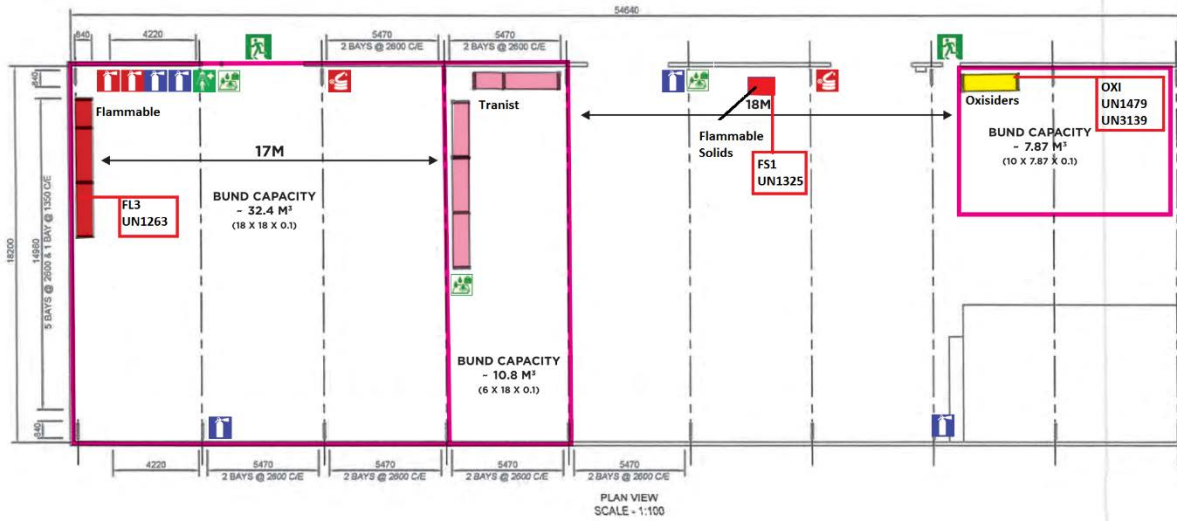 54640
640
4220
5470
2 BAYS @ 2600 C/E
5470
2 BAYS @ 2600 C/E
640
Flammable
Tranist
18M
Flammable
Solids
Oxisiders
OXI
UN1479
UN3139
FS1
UN1325
BUND CAPACITY
~ 7.87 M³
(10 X 7.87 X 0.1)
17M
BUND CAPACITY
~ 32.4 M³
(18 X 18 X 0.1)
FL3
UN1263
18200
14960
5 BAYS @ 2600 & 1 BAY @ 1350 C/E
BUND CAPACITY
~ 10.8 M³
(6 X 18 X 0.1)
640
4220
5470
2 BAYS @ 2600 C/E
5470
2 BAYS @ 2600 C/E
5470
2 BAYS @ 2600 C/E
5470
2 BAYS @ 2600 C/E
PLAN VIEW
SCALE - 1:100